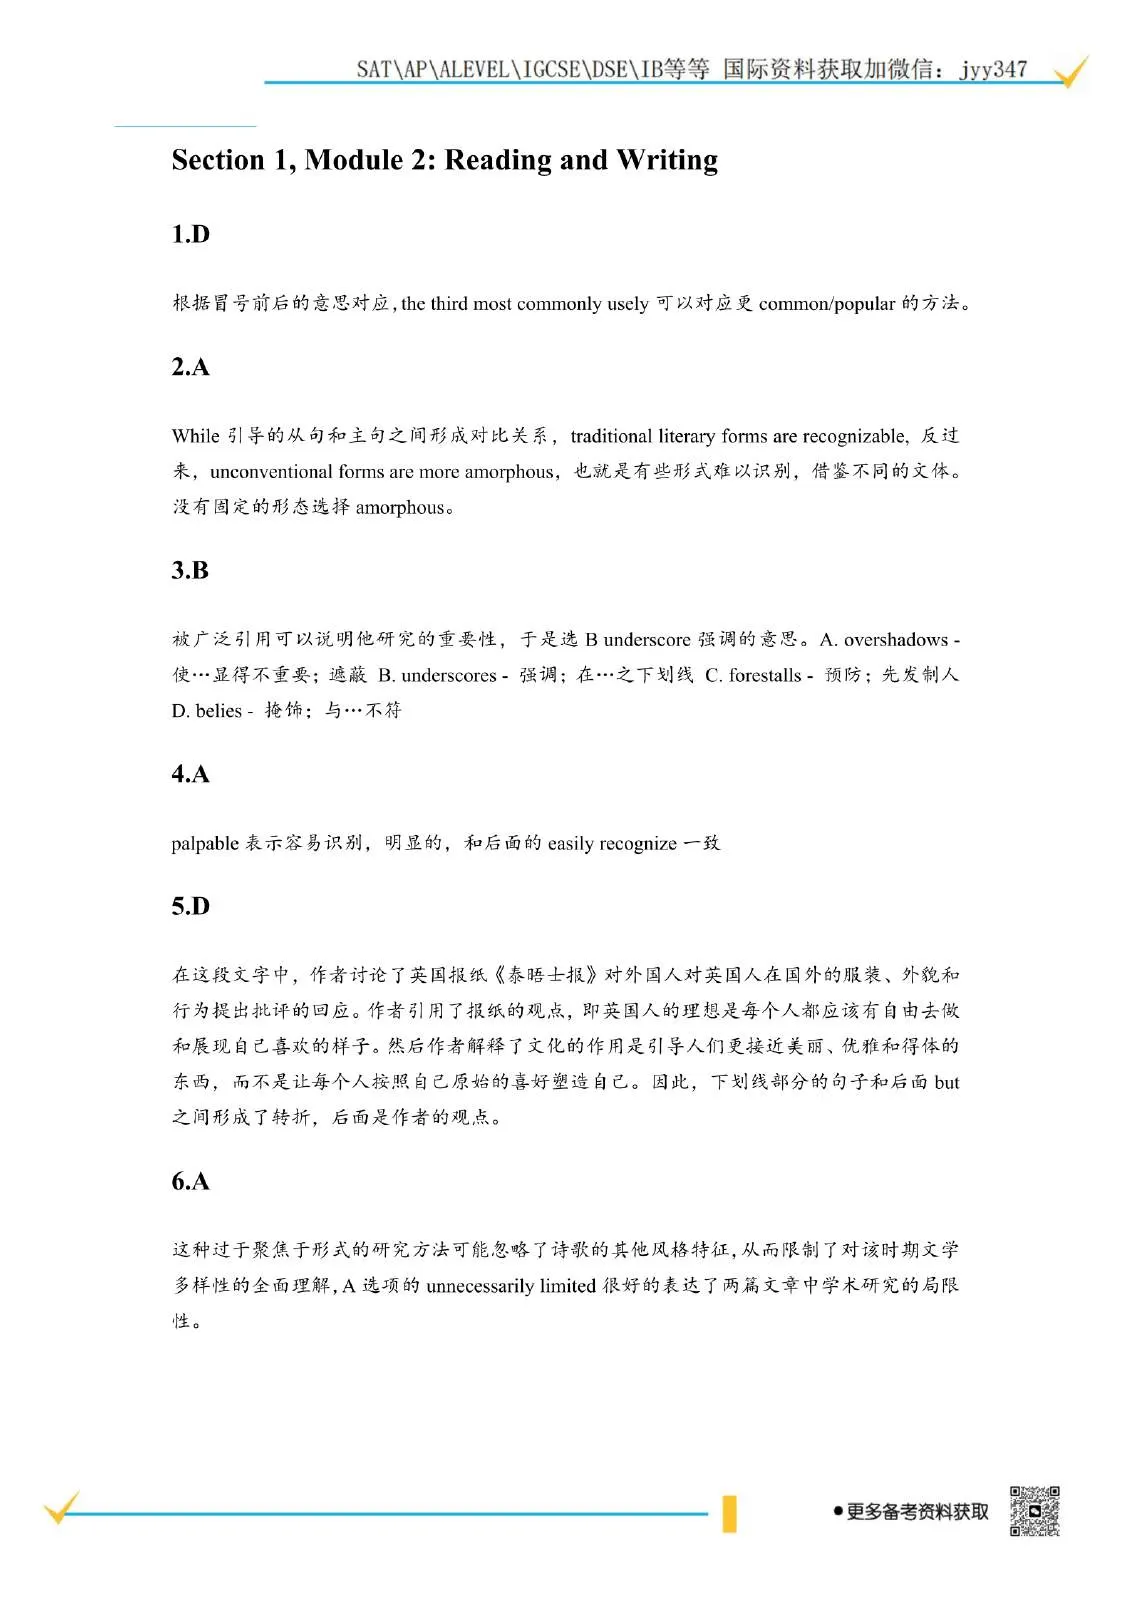 SAT\AP\ALEVEL\IGCSE\DSE\IB等等 国际资料获取加微信：jyy347
Section 1, Module 2: Reading and Writing
1.D
根据冒号前后的意思对应，the third most commonly usely 可以对应更 common/popular 的方法。
2.A
While 引导的从句和主句之间形成对比关系，traditional literary forms are recognizable, 反过
来，unconventional forms are more amorphous，也就是有些形式难以识别，借鉴不同的文体。
没有固定的形态选择 amorphous。
3.B
被广泛引用可以说明他研究的重要性，于是选 B underscore 强调的意思。A. overshadows -
使…显得不重要；遮蔽 B. underscores - 强调；在…之下划线 C. forestalls - 预防；先发制人
D. belies - 掩饰；与…不符
4.A
palpable 表示容易识别，明显的，和后面的 easily recognize 一致
5.D
在这段文字中，作者讨论了英国报纸《泰晤士报》对外国人对英国人在国外的服装、外貌和
行为提出批评的回应。作者引用了报纸的观点，即英国人的理想是每个人都应该有自由去做
和展现自己喜欢的样子。然后作者解释了文化的作用是引导人们更接近美丽、优雅和得体的
东西，而不是让每个人按照自己原始的喜好塑造自己。因此，下划线部分的句子和后面 but
之间形成了转折，后面是作者的观点。
6.A
这种过于聚焦于形式的研究方法可能忽略了诗歌的其他风格特征，从而限制了对该时期文学
多样性的全面理解，A 选项的 unnecessarily limited 很好的表达了两篇文章中学术研究的局限
性。
●更多备考资料获取